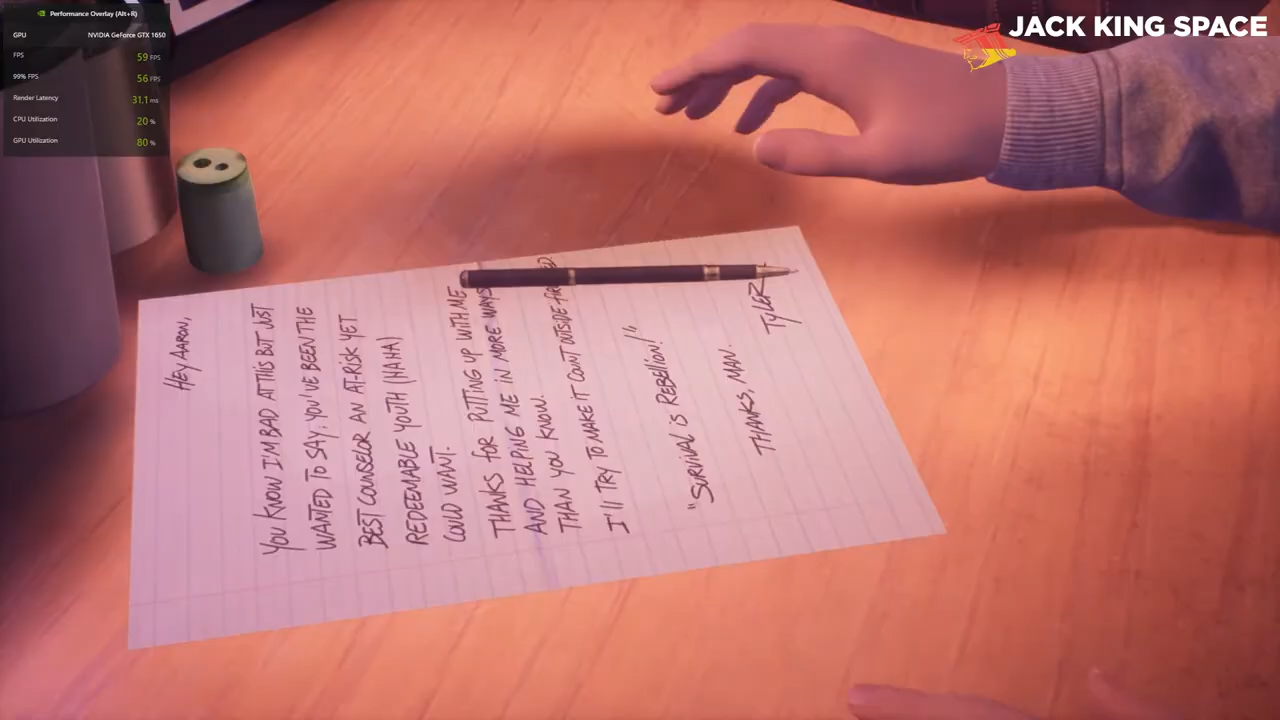 Performance Overlay (Alt+R)
GPU NVIDIA GeForce GTX 1650
FPS 59 FPS
99% FPS 56 FPS
Render Latency 31.1 ms
CPU Utilization 20 %
GPU Utilization 80 %
JACK KING SPACE
HEY AARON,
YOU KNOW I'M BAD AT THIS BUT JUST
WANTED TO SAY; YOU'VE BEEN THE
BEST COUNSELOR AN AT-RISK YET
REDEEMABLE YOUTH (HAHA)
COULD WANT.
THANKS FOR PUTTING UP WITH ME
AND HELPING ME IN MORE WAYS
THAN YOU KNOW.
I'll TRY TO MAKE IT COUNT OUTSIDE
"SURVIVAL iS REBELLION!"
THANKS, MAN.
TYLER